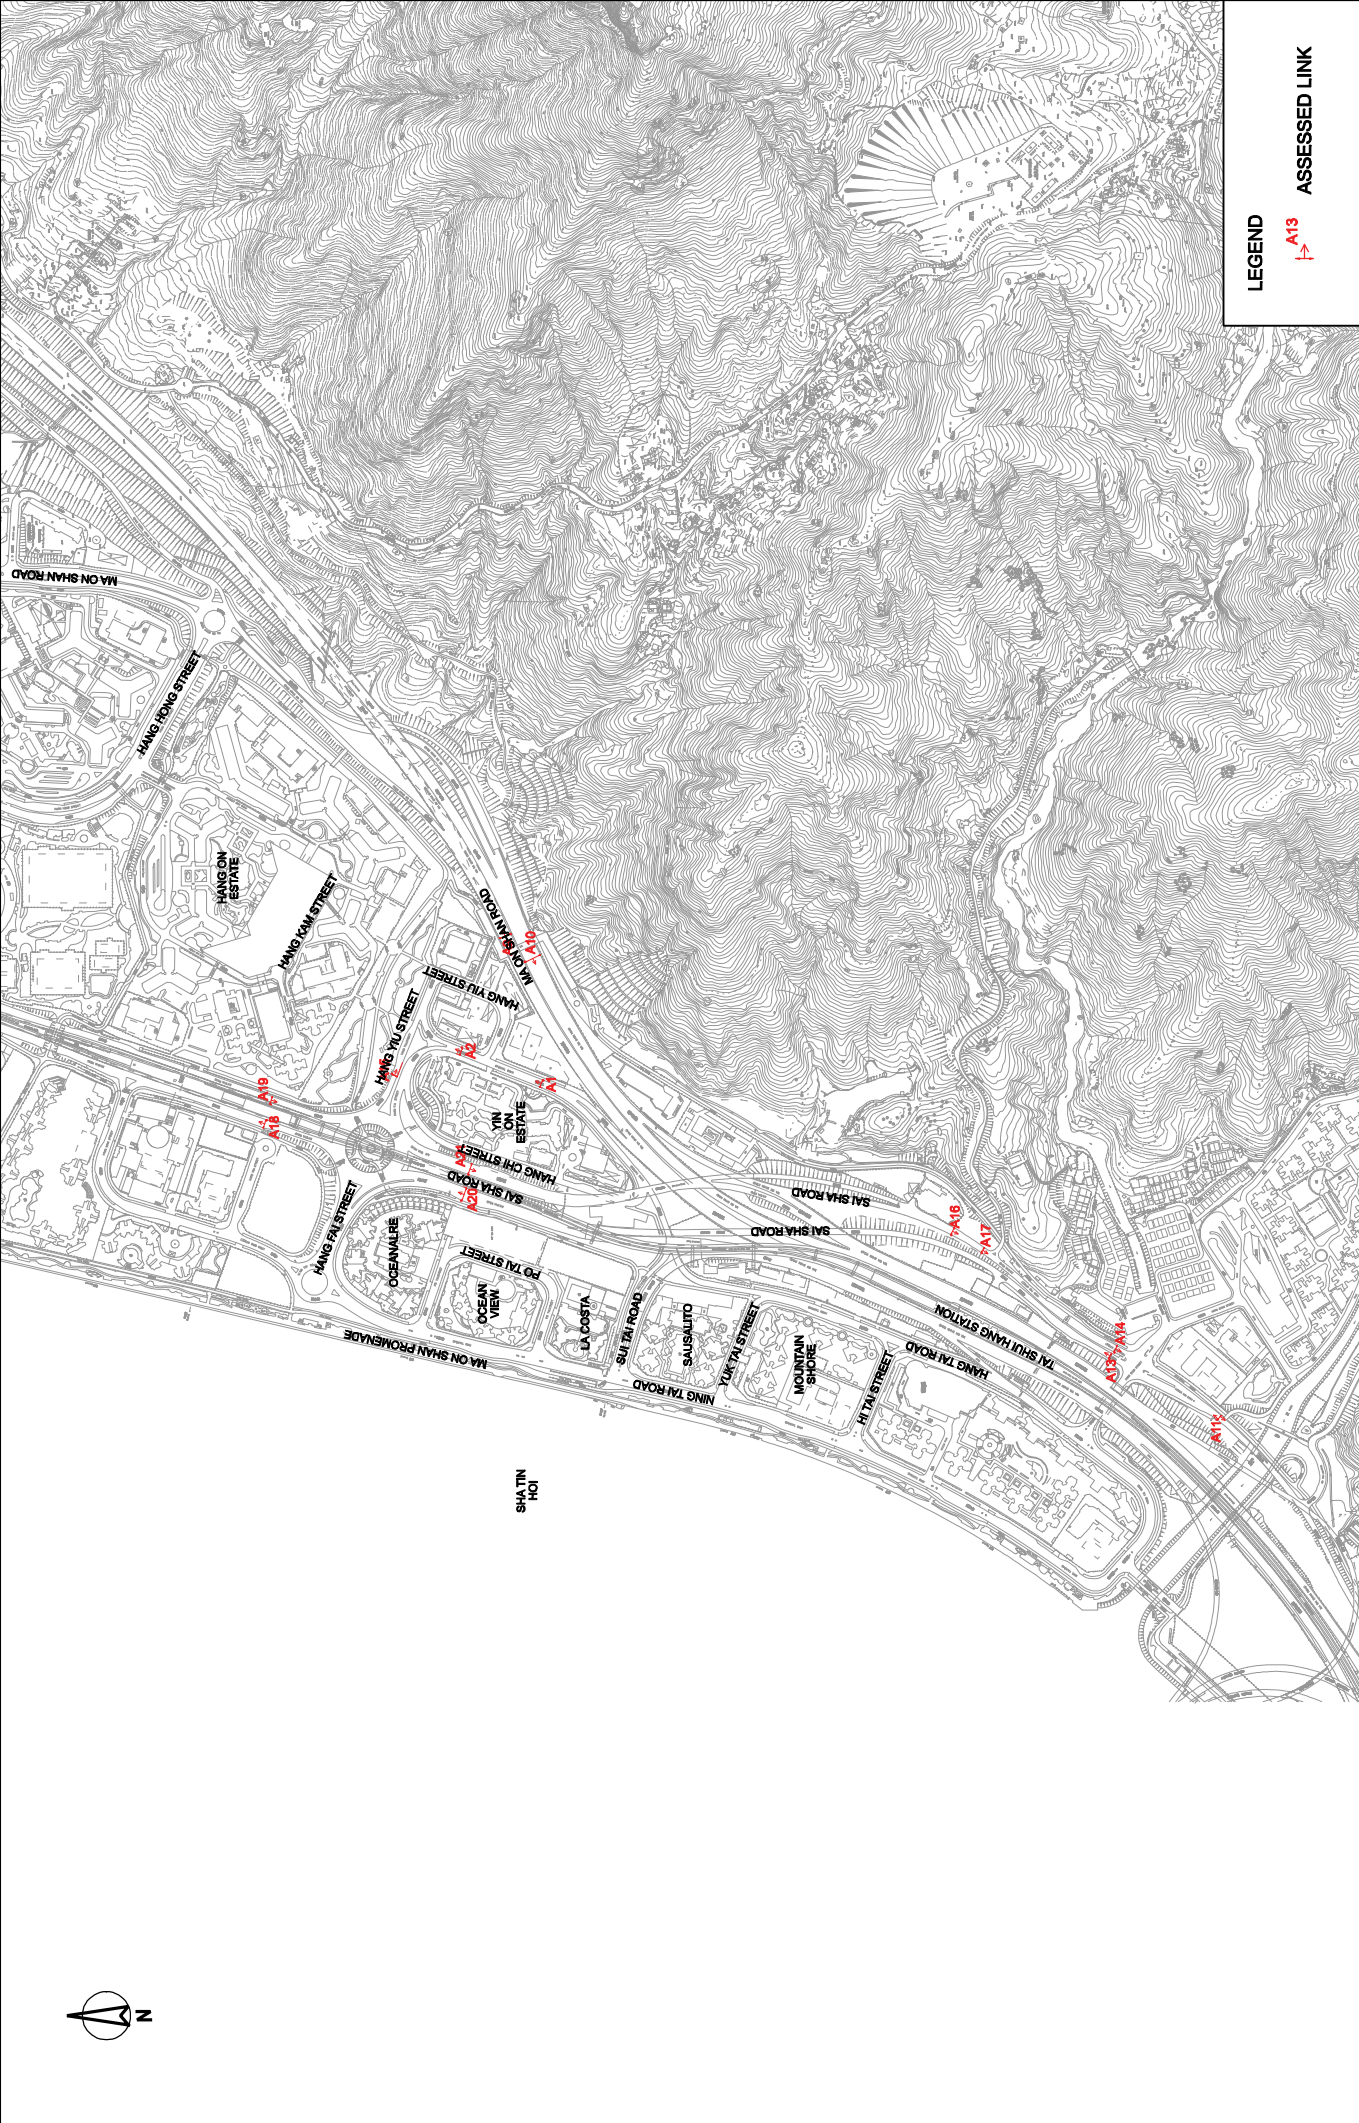 LEGEND
A13
ASSESSED LINK
MA ON SHAN ROAD
HANG HONG STREET
HANG ON
ESTATE
HANG KAM STREET
MA ON SHAN ROAD
A10
HANG YIU STREET
HANG YIU STREET
A2
A1
A19
A18
YIN
ON
ESTATE
HANG CHI STREET
A21
A20
SAI SHA ROAD
HANG FAI STREET
OCEANALRE
PO TAI STREET
OCEAN
VIEW
LA COSTA
MA ON SHAN PROMENADE
SUI TAI ROAD
SAUSALITO
YUK TAI STREET
NING TAI ROAD
MOUNTAIN
SHORE
HI TAI STREET
SAI SHA ROAD
SAI SHA ROAD
A16
A17
TAI SHUI HANG STATION
HANG TAI ROAD
A14
A13
A11
SHA TIN
HOI
N